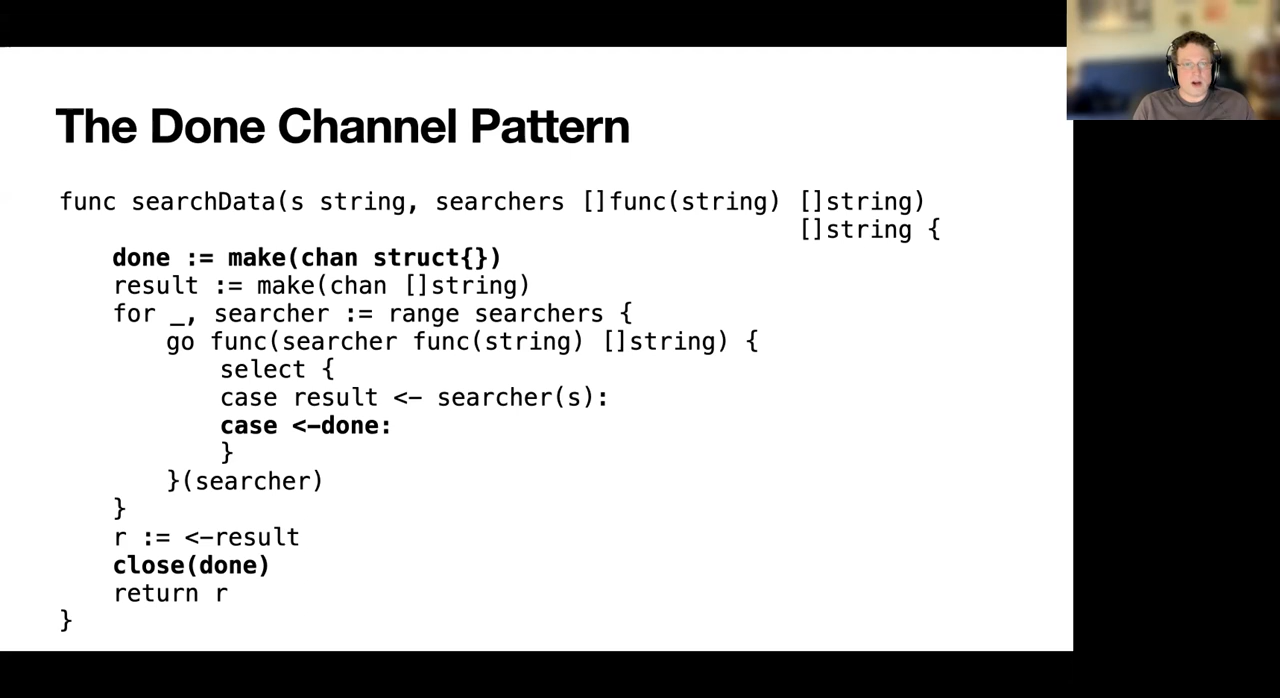 The Done Channel Pattern
func searchData(s string, searchers []func(string) []string)
[]string {
done := make(chan struct{})
result := make(chan []string)
for _, searcher := range searchers {
go func(searcher func(string) []string) {
select {
case result <- searcher(s):
case <-done:
}
}(searcher)
}
r := <-result
close(done)
return r
}